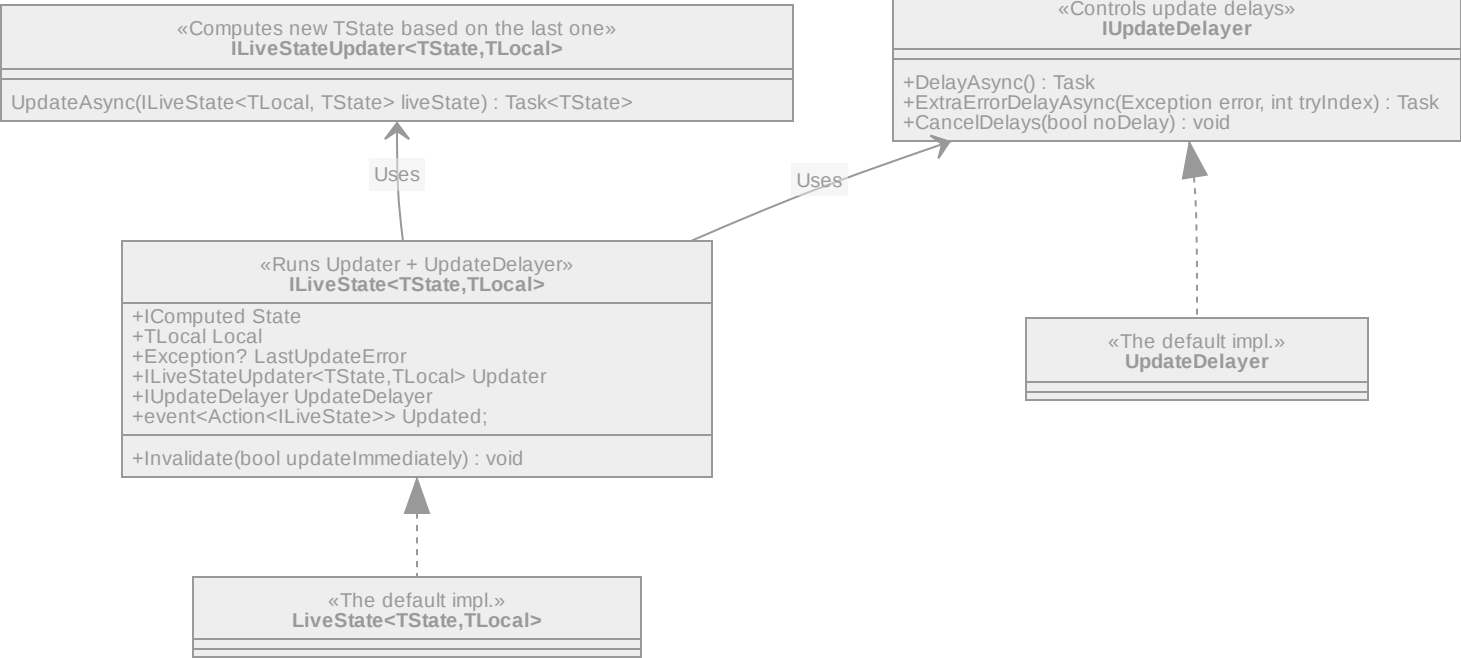 «Computes new TState based on the last one»
ILiveStateUpdater<TState,TLocal>
UpdateAsync(ILiveState<TLocal, TState> liveState) : Task<TState>
«Controls update delays»
IUpdateDelayer
+DelayAsync() : Task
+ExtraErrorDelayAsync(Exception error, int tryIndex) : Task
+CancelDelays(bool noDelay) : void
Uses
Uses
«Runs Updater + UpdateDelayer»
ILiveState<TState,TLocal>
+IComputed State
+TLocal Local
+Exception? LastUpdateError
+ILiveStateUpdater<TState,TLocal> Updater
+IUpdateDelayer UpdateDelayer
+event<Action<ILiveState>> Updated;
+Invalidate(bool updateImmediately) : void
«The default impl.»
UpdateDelayer
«The default impl.»
LiveState<TState,TLocal>